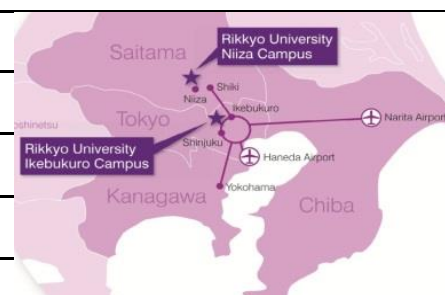 Rikkyo University
Niiza Campus
Saitama
Shiki
Niiza
Ikebukuro
Tokyo
Narita Airport
oshinetsu
Rikkyo University
Ikebukuro Campus
Shinjuku
Haneda Airport
Kanagawa
Yokohama
Chiba